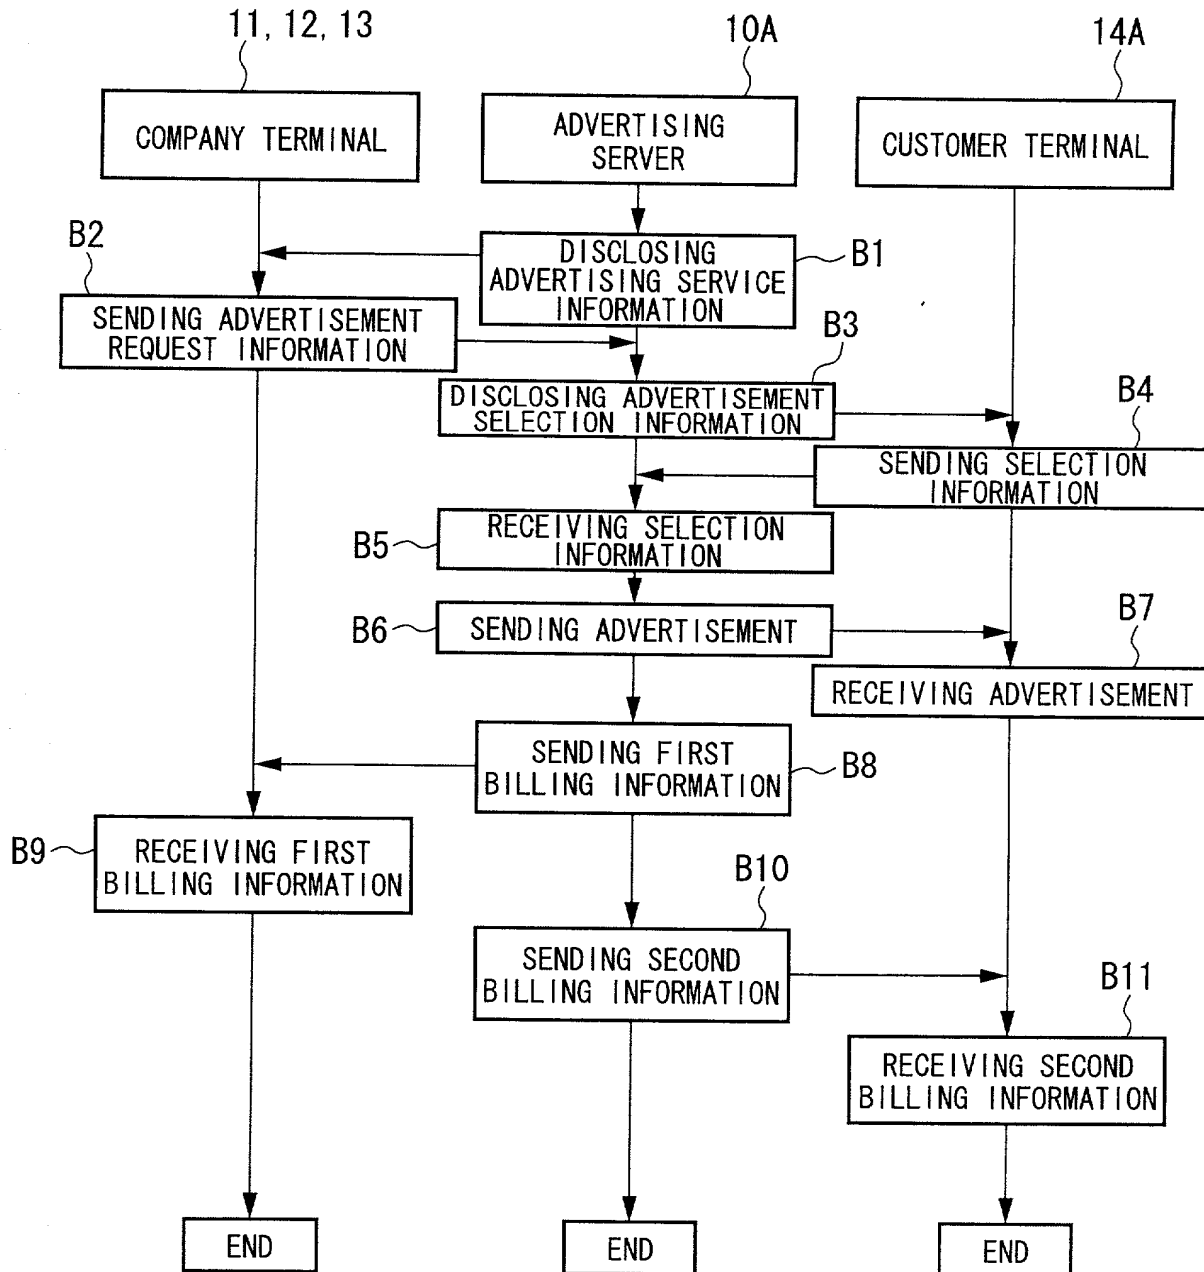 11, 12, 13
10A
14A
COMPANY TERMINAL
ADVERTISING
SERVER
CUSTOMER TERMINAL
B2
DISCLOSING
ADVERTISING SERVICE
INFORMATION
B1
SENDING ADVERTISEMENT
REQUEST INFORMATION
B3
DISCLOSING ADVERTISEMENT
SELECTION INFORMATION
B4
SENDING SELECTION
INFORMATION
B5
RECEIVING SELECTION
INFORMATION
B6
SENDING ADVERTISEMENT
B7
RECEIVING ADVERTISEMENT
SENDING FIRST
BILLING INFORMATION
B8
B9
RECEIVING FIRST
BILLING INFORMATION
B10
SENDING SECOND
BILLING INFORMATION
B11
RECEIVING SECOND
BILLING INFORMATION
END
END
END